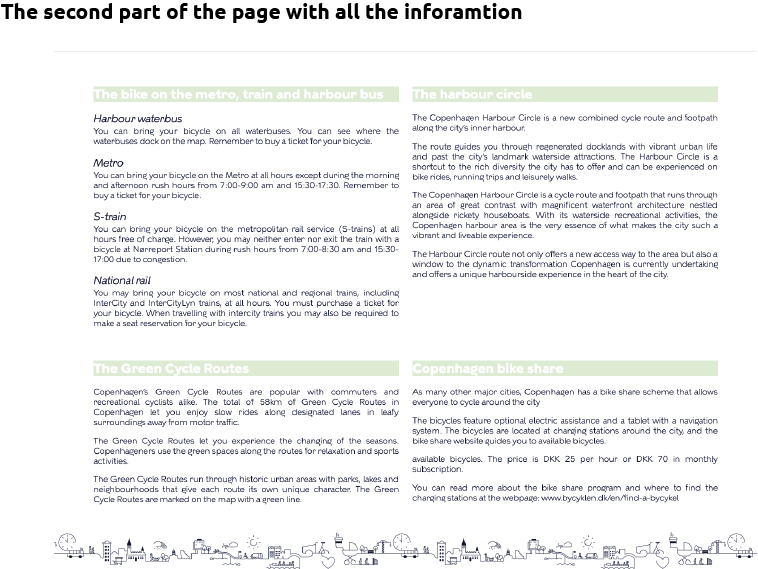 The second part of the page with all the inforamtion
The bike on the metro, train and harbour bus
Harbour waterbus
You can bring your bicycle on all waterbuses. You can see where the
waterbuses dock on the map. Remember to buy a ticket for your bicycle.
Metro
You can bring your bicycle on the Metro at all hours except during the morning
and afternoon rush hours from 7:00-9:00 am and 15:30-17:30. Remember to
buy a ticket for your bicycle.
S-train
You can bring your bicycle on the metropolitan rail service (S-trains) at all
hours free of charge. However, you may neither enter nor exit the train with a
bicycle at Nørreport Station during rush hours from 7:00-8:30 am and 15:30-
17:00 due to congestion.
National rail
You may bring your bicycle on most national and regional trains, including
InterCity and InterCityLyn trains, at all hours. You must purchase a ticket for
your bicycle. When travelling with intercity trains you may also be required to
make a seat reservation for your bicycle.
The harbour circle
The Copenhagen Harbour Circle is a new combined cycle route and footpath
along the city's inner harbour.
The route guides you through regenerated docklands with vibrant urban life
and past the city's landmark waterside attractions. The Harbour Circle is a
shortcut to the rich diversity the city has to offer and can be experienced on
bike rides, running trips and leisurely walks.
The Copenhagen Harbour Circle is a cycle route and footpath that runs through
an area of great contrast with magnificent waterfront architecture nestled
alongside rickety houseboats. With its waterside recreational activities, the
Copenhagen harbour area is the very essence of what makes the city such a
vibrant and liveable experience.
The Harbour Circle route not only offers a new access way to the area but also a
window to the dynamic transformation Copenhagen is currently undertaking
and offers a unique harbourside experience in the heart of the city.
The Green Cycle Routes
Copenhagen's Green Cycle Routes are popular with commuters and
recreational cyclists alike. The total of 58km of Green Cycle Routes in
Copenhagen let you enjoy slow rides along designated lanes in leafy
surroundings away from motor traffic.
The Green Cycle Routes let you experience the changing of the seasons.
Copenhageners use the green spaces along the routes for relaxation and sports
activities.
The Green Cycle Routes run through historic urban areas with parks, lakes and
neighbourhoods that give each route its own unique character. The Green
Cycle Routes are marked on the map with a green line.
Copenhagen bike share
As many other major cities, Copenhagen has a bike share scheme that allows
everyone to cycle around the city
The bicycles feature optional electric assistance and a tablet with a navigation
system. The bicycles are located at charging stations around the city, and the
bike share website guides you to available bicycles.
available bicycles. The price is DKK 25 per hour or DKK 70 in monthly
subscription.
You can read more about the bike share program and where to find the
charging stations at the webpage: www.bycyklen.dk/en/find-a-bycykel